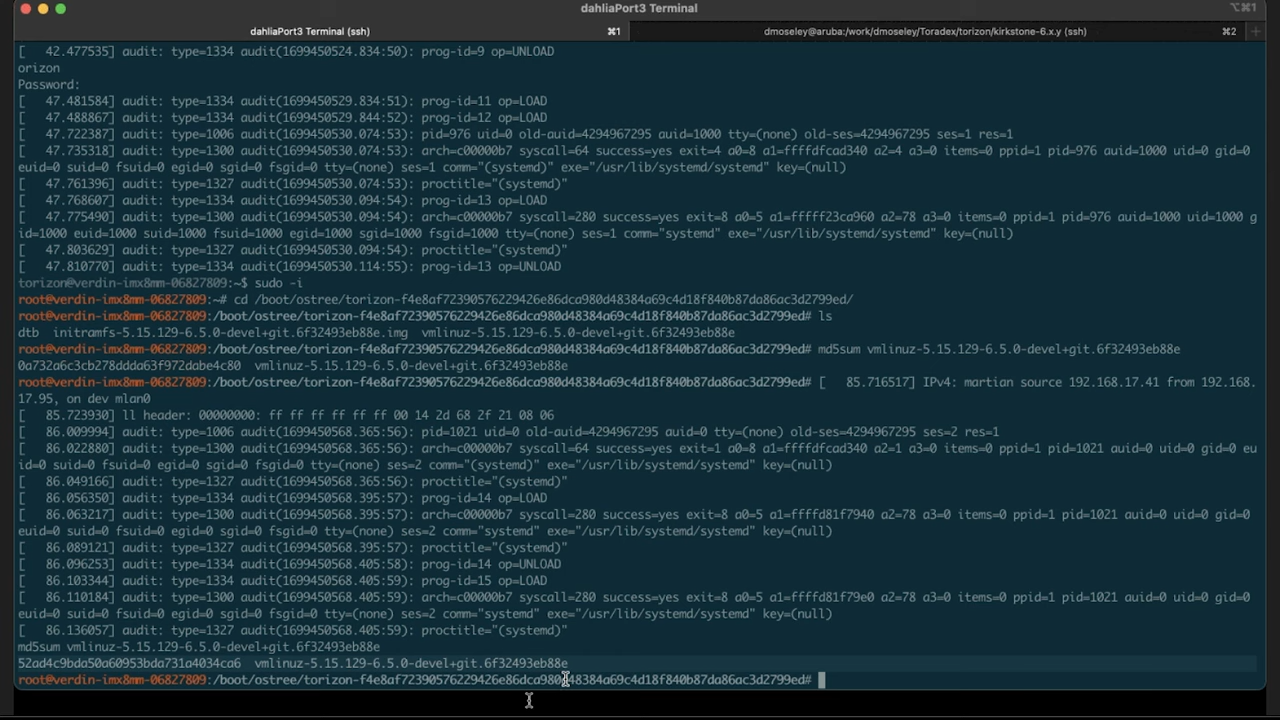 dahliaPort3 Terminal
⌥⌘1
dahliaPort3 Terminal (ssh)
⌘1
dmoseley@aruba:/work/dmoseley/Toradex/torizon/kirkstone-6.x.y (ssh)
⌘2
+
[   42.477535] audit: type=1334 audit(1699450524.834:50): prog-id=9 op=UNLOAD
orizon
Password:
[   47.481584] audit: type=1334 audit(1699450529.834:51): prog-id=11 op=LOAD
[   47.488867] audit: type=1334 audit(1699450529.844:52): prog-id=12 op=LOAD
[   47.722387] audit: type=1006 audit(1699450530.074:53): pid=976 uid=0 old-auid=4294967295 auid=1000 tty=(none) old-ses=4294967295 ses=1 res=1
[   47.735318] audit: type=1300 audit(1699450530.074:53): arch=c00000b7 syscall=64 success=yes exit=4 a0=8 a1=ffffdfcad340 a2=4 a3=0 items=0 ppid=1 pid=976 auid=1000 uid=0 gid=0
euid=0 suid=0 fsuid=0 egid=0 sgid=0 fsgid=0 tty=(none) ses=1 comm="(systemd)" exe="/usr/lib/systemd/systemd" key=(null)
[   47.761396] audit: type=1327 audit(1699450530.074:53): proctitle="(systemd)"
[   47.768607] audit: type=1334 audit(1699450530.094:54): prog-id=13 op=LOAD
[   47.775490] audit: type=1300 audit(1699450530.094:54): arch=c00000b7 syscall=280 success=yes exit=8 a0=5 a1=fffff23ca960 a2=78 a3=0 items=0 ppid=1 pid=976 auid=1000 uid=1000 g
id=1000 euid=1000 suid=1000 fsuid=1000 egid=1000 sgid=1000 fsgid=1000 tty=(none) ses=1 comm="systemd" exe="/usr/lib/systemd/systemd" key=(null)
[   47.803629] audit: type=1327 audit(1699450530.094:54): proctitle="(systemd)"
[   47.810770] audit: type=1334 audit(1699450530.114:55): prog-id=13 op=UNLOAD
torizon@verdin-imx8mm-06827809:~$ sudo -i
root@verdin-imx8mm-06827809:~# cd /boot/ostree/torizon-f4e8af72390576229426e86dca980d48384a69c4d18f840b87da86ac3d2799ed/
root@verdin-imx8mm-06827809:/boot/ostree/torizon-f4e8af72390576229426e86dca980d48384a69c4d18f840b87da86ac3d2799ed# ls
dtb  initramfs-5.15.129-6.5.0-devel+git.6f32493eb88e.img  vmlinuz-5.15.129-6.5.0-devel+git.6f32493eb88e
root@verdin-imx8mm-06827809:/boot/ostree/torizon-f4e8af72390576229426e86dca980d48384a69c4d18f840b87da86ac3d2799ed# md5sum vmlinuz-5.15.129-6.5.0-devel+git.6f32493eb88e
0a732a6c3cb278ddda63f972dabe4c80  vmlinuz-5.15.129-6.5.0-devel+git.6f32493eb88e
root@verdin-imx8mm-06827809:/boot/ostree/torizon-f4e8af72390576229426e86dca980d48384a69c4d18f840b87da86ac3d2799ed# [   85.716517] IPv4: martian source 192.168.17.41 from 192.168.
17.95, on dev mlan0
[   85.723930] ll header: 00000000: ff ff ff ff ff ff 00 14 2d 68 2f 21 08 06
[   86.009994] audit: type=1006 audit(1699450568.365:56): pid=1021 uid=0 old-auid=4294967295 auid=0 tty=(none) old-ses=4294967295 ses=2 res=1
[   86.022880] audit: type=1300 audit(1699450568.365:56): arch=c00000b7 syscall=64 success=yes exit=1 a0=8 a1=ffffdfcad340 a2=1 a3=0 items=0 ppid=1 pid=1021 auid=0 uid=0 gid=0 eu
id=0 suid=0 fsuid=0 egid=0 sgid=0 fsgid=0 tty=(none) ses=2 comm="(systemd)" exe="/usr/lib/systemd/systemd" key=(null)
[   86.049166] audit: type=1327 audit(1699450568.365:56): proctitle="(systemd)"
[   86.056350] audit: type=1334 audit(1699450568.395:57): prog-id=14 op=LOAD
[   86.063217] audit: type=1300 audit(1699450568.395:57): arch=c00000b7 syscall=280 success=yes exit=8 a0=5 a1=ffffd81f7940 a2=78 a3=0 items=0 ppid=1 pid=1021 auid=0 uid=0 gid=0
euid=0 suid=0 fsuid=0 egid=0 sgid=0 fsgid=0 tty=(none) ses=2 comm="systemd" exe="/usr/lib/systemd/systemd" key=(null)
[   86.089121] audit: type=1327 audit(1699450568.395:57): proctitle="(systemd)"
[   86.096253] audit: type=1334 audit(1699450568.405:58): prog-id=14 op=UNLOAD
[   86.103344] audit: type=1334 audit(1699450568.405:59): prog-id=15 op=LOAD
[   86.110184] audit: type=1300 audit(1699450568.405:59): arch=c00000b7 syscall=280 success=yes exit=8 a0=5 a1=ffffd81f79e0 a2=78 a3=0 items=0 ppid=1 pid=1021 auid=0 uid=0 gid=0
euid=0 suid=0 fsuid=0 egid=0 sgid=0 fsgid=0 tty=(none) ses=2 comm="systemd" exe="/usr/lib/systemd/systemd" key=(null)
[   86.136057] audit: type=1327 audit(1699450568.405:59): proctitle="(systemd)"
md5sum vmlinuz-5.15.129-6.5.0-devel+git.6f32493eb88e
52ad4c9bda50a60953bda731a4034ca6  vmlinuz-5.15.129-6.5.0-devel+git.6f32493eb88e
root@verdin-imx8mm-06827809:/boot/ostree/torizon-f4e8af72390576229426e86dca980d48384a69c4d18f840b87da86ac3d2799ed#